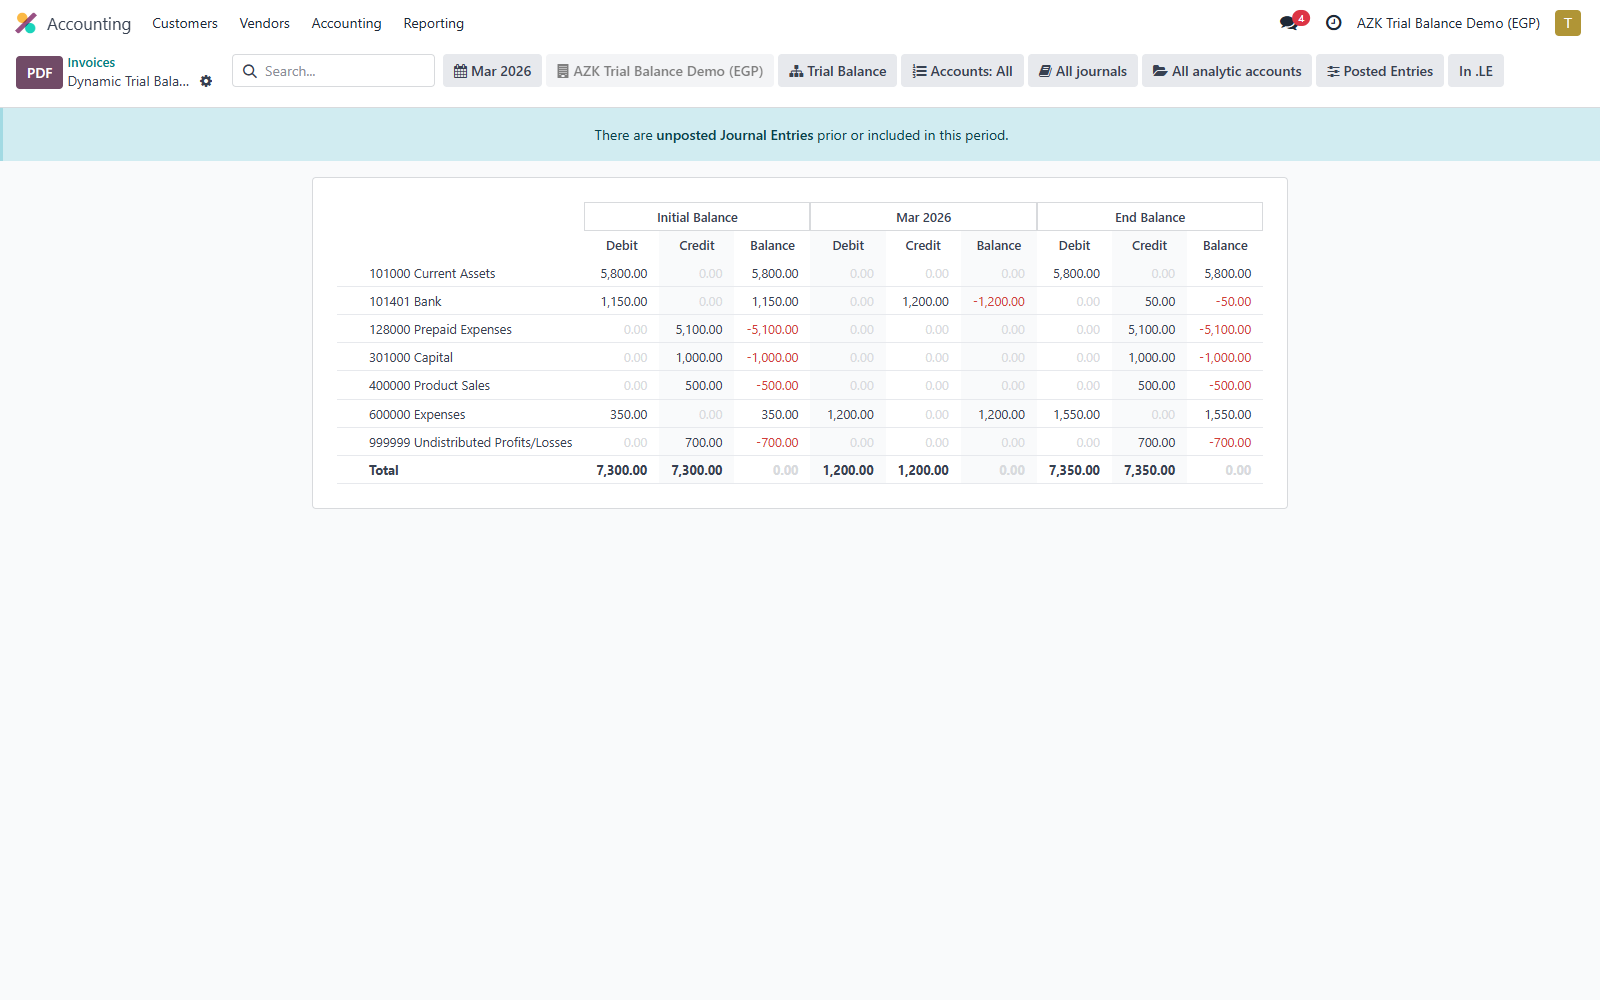 Accounting Customers Vendors Accounting Reporting 4 AZK Trial Balance Demo (EGP) T
PDF Invoices
Dynamic Trial Bala...
Search... Mar 2026 AZK Trial Balance Demo (EGP) Trial Balance Accounts: All All journals All analytic accounts Posted Entries In .LE
There are unposted Journal Entries prior or included in this period.
Initial Balance Mar 2026 End Balance
Debit Credit Balance Debit Credit Balance Debit Credit Balance
101000 Current Assets 5,800.00 0.00 5,800.00 0.00 0.00 0.00 5,800.00 0.00 5,800.00
101401 Bank 1,150.00 0.00 1,150.00 0.00 1,200.00 -1,200.00 0.00 50.00 -50.00
128000 Prepaid Expenses 0.00 5,100.00 -5,100.00 0.00 0.00 0.00 0.00 5,100.00 -5,100.00
301000 Capital 0.00 1,000.00 -1,000.00 0.00 0.00 0.00 0.00 1,000.00 -1,000.00
400000 Product Sales 0.00 500.00 -500.00 0.00 0.00 0.00 0.00 500.00 -500.00
600000 Expenses 350.00 0.00 350.00 1,200.00 0.00 1,200.00 1,550.00 0.00 1,550.00
999999 Undistributed Profits/Losses 0.00 700.00 -700.00 0.00 0.00 0.00 0.00 700.00 -700.00
Total 7,300.00 7,300.00 0.00 1,200.00 1,200.00 0.00 7,350.00 7,350.00 0.00